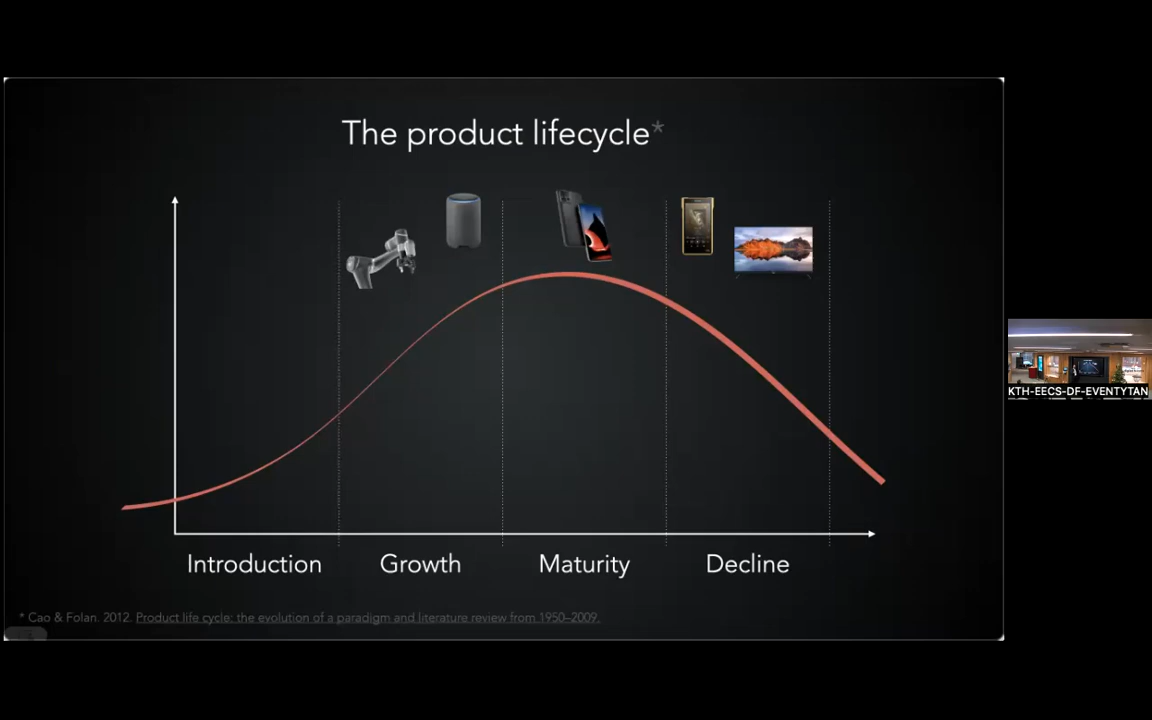 The product lifecycle*
Introduction
Growth
Maturity
Decline
* Cao & Folan. 2012. Product life cycle: the evolution of a paradigm and literature review from 1950–2009.
KTH-EECS-DF-EVENTYTAN